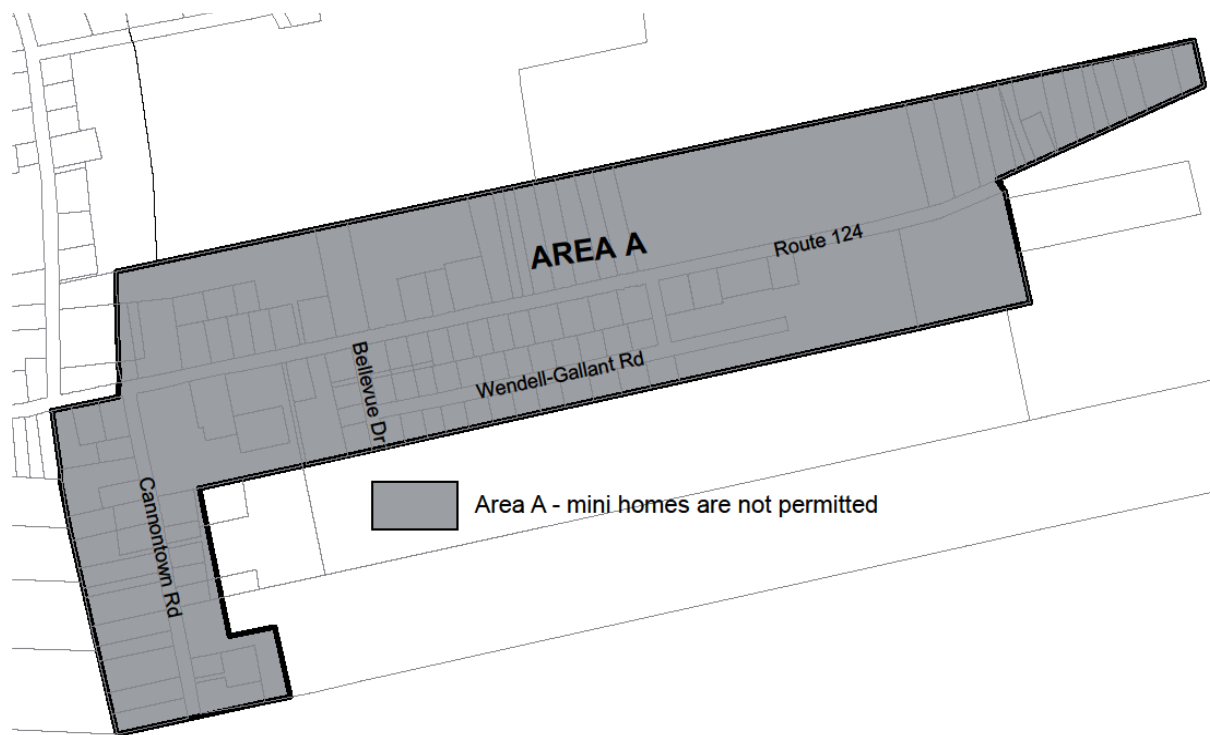 AREA A
Route 124
Bellevue Dr
Wendell-Gallant Rd
Cannontown Rd
Area A - mini homes are not permitted